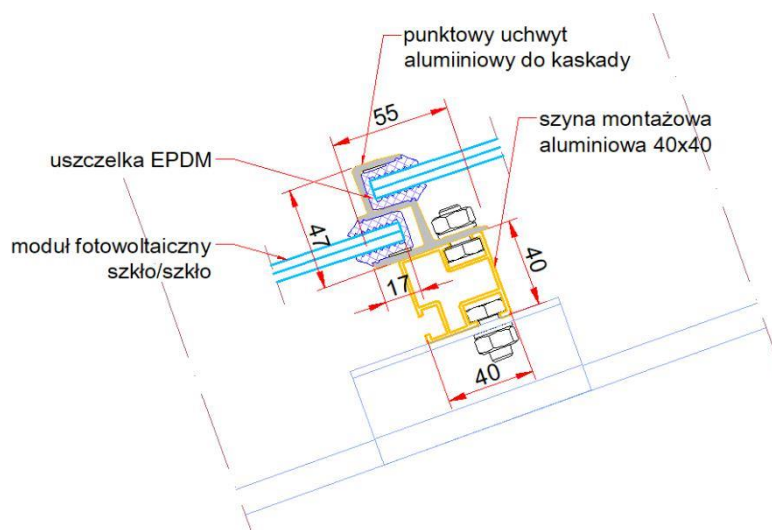 punktowy uchwyt
alumiiniowy do kaskady
55
szyna montażowa
aluminiowa 40x40
uszczelka EPDM
47
moduł fotowoltaiczny
szkło/szkło
17
40
40